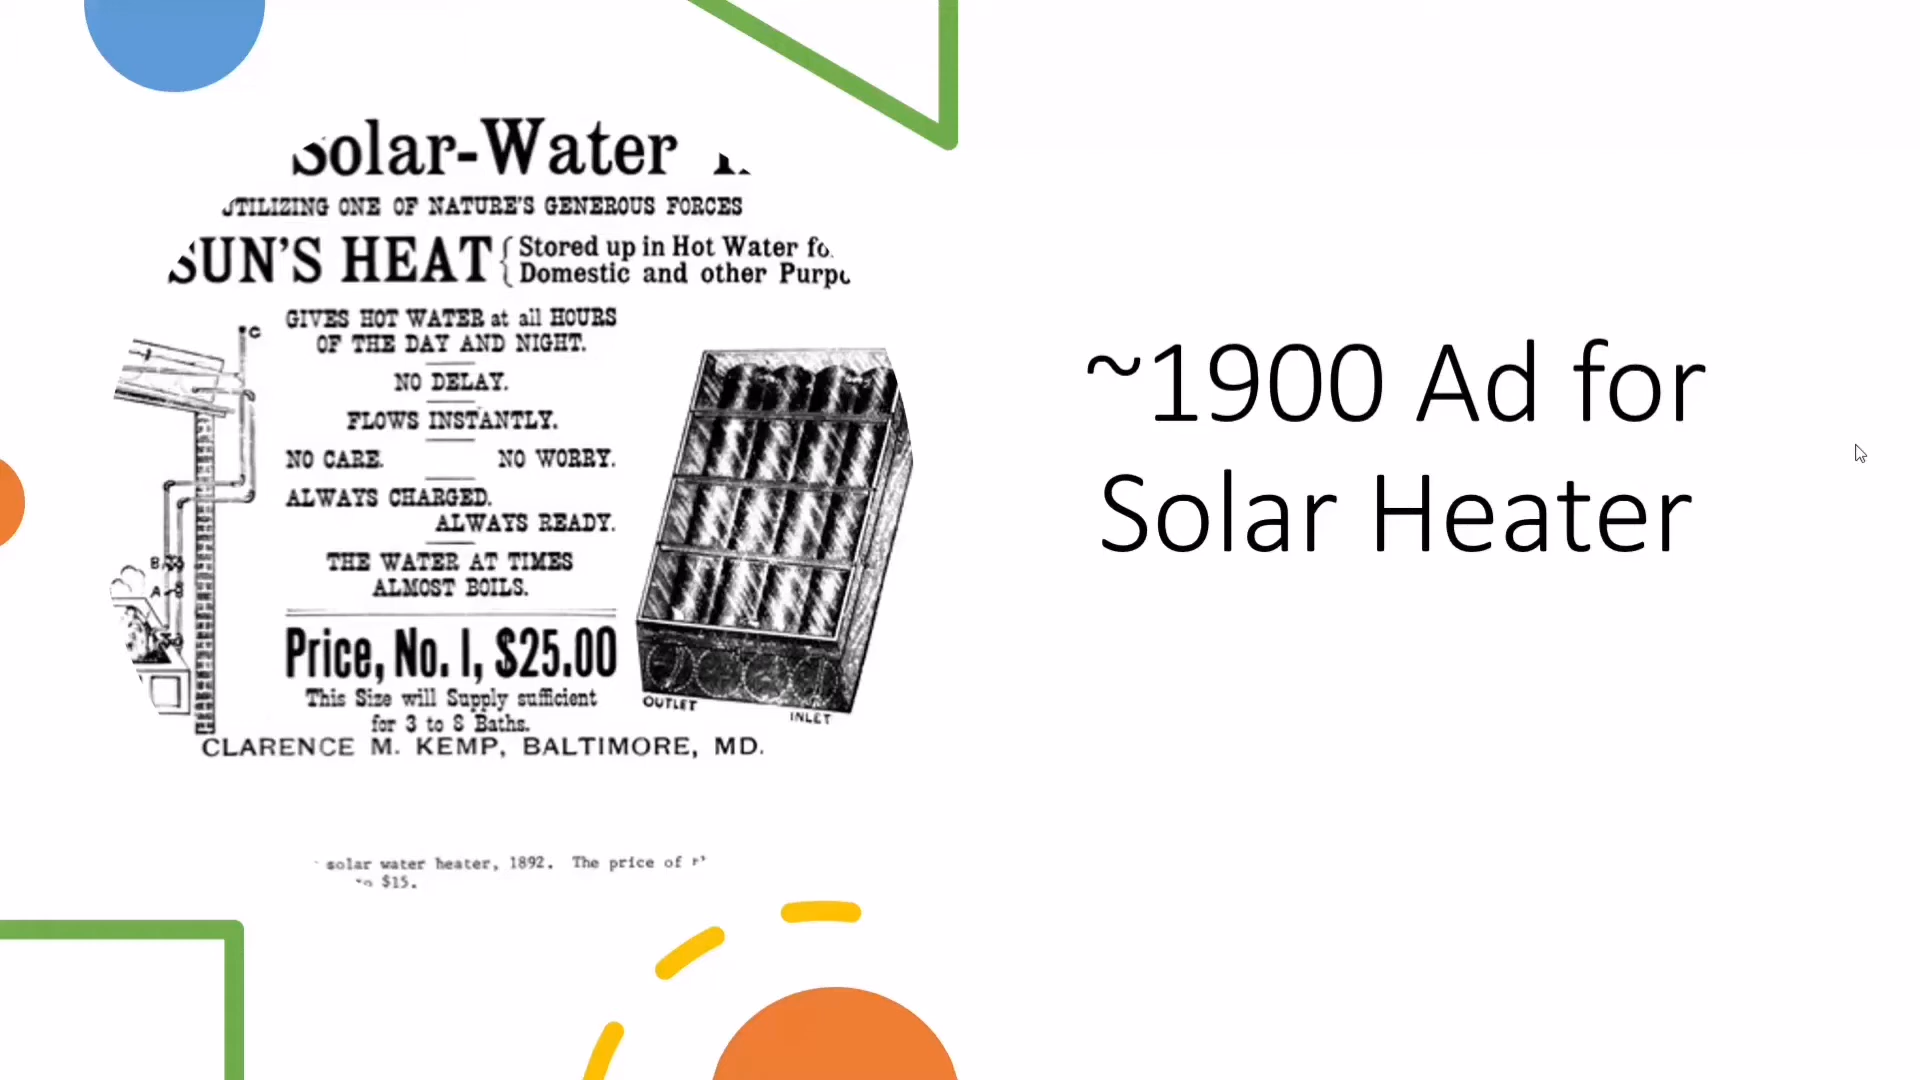 Solar-Water
UTILIZING ONE OF NATURE'S GENEROUS FORCES
SUN'S HEAT { Stored up in Hot Water
Domestic and other
GIVES HOT WATER at all HOURS
OF THE DAY AND NIGHT.
NO DELAY.
FLOWS INSTANTLY.
NO CARE. NO WORRY.
ALWAYS CHARGED.
ALWAYS READY.
THE WATER AT TIMES
ALMOST BOILS.
Price, No. 1, $25.00
This Size will Supply sufficient
for 3 to 8 Baths.
CLARENCE M. KEMP, BALTIMORE, MD.
C
B
A
OUTLET
INLET
solar water heater, 1892. The price of
$15.
~1900 Ad for
Solar Heater